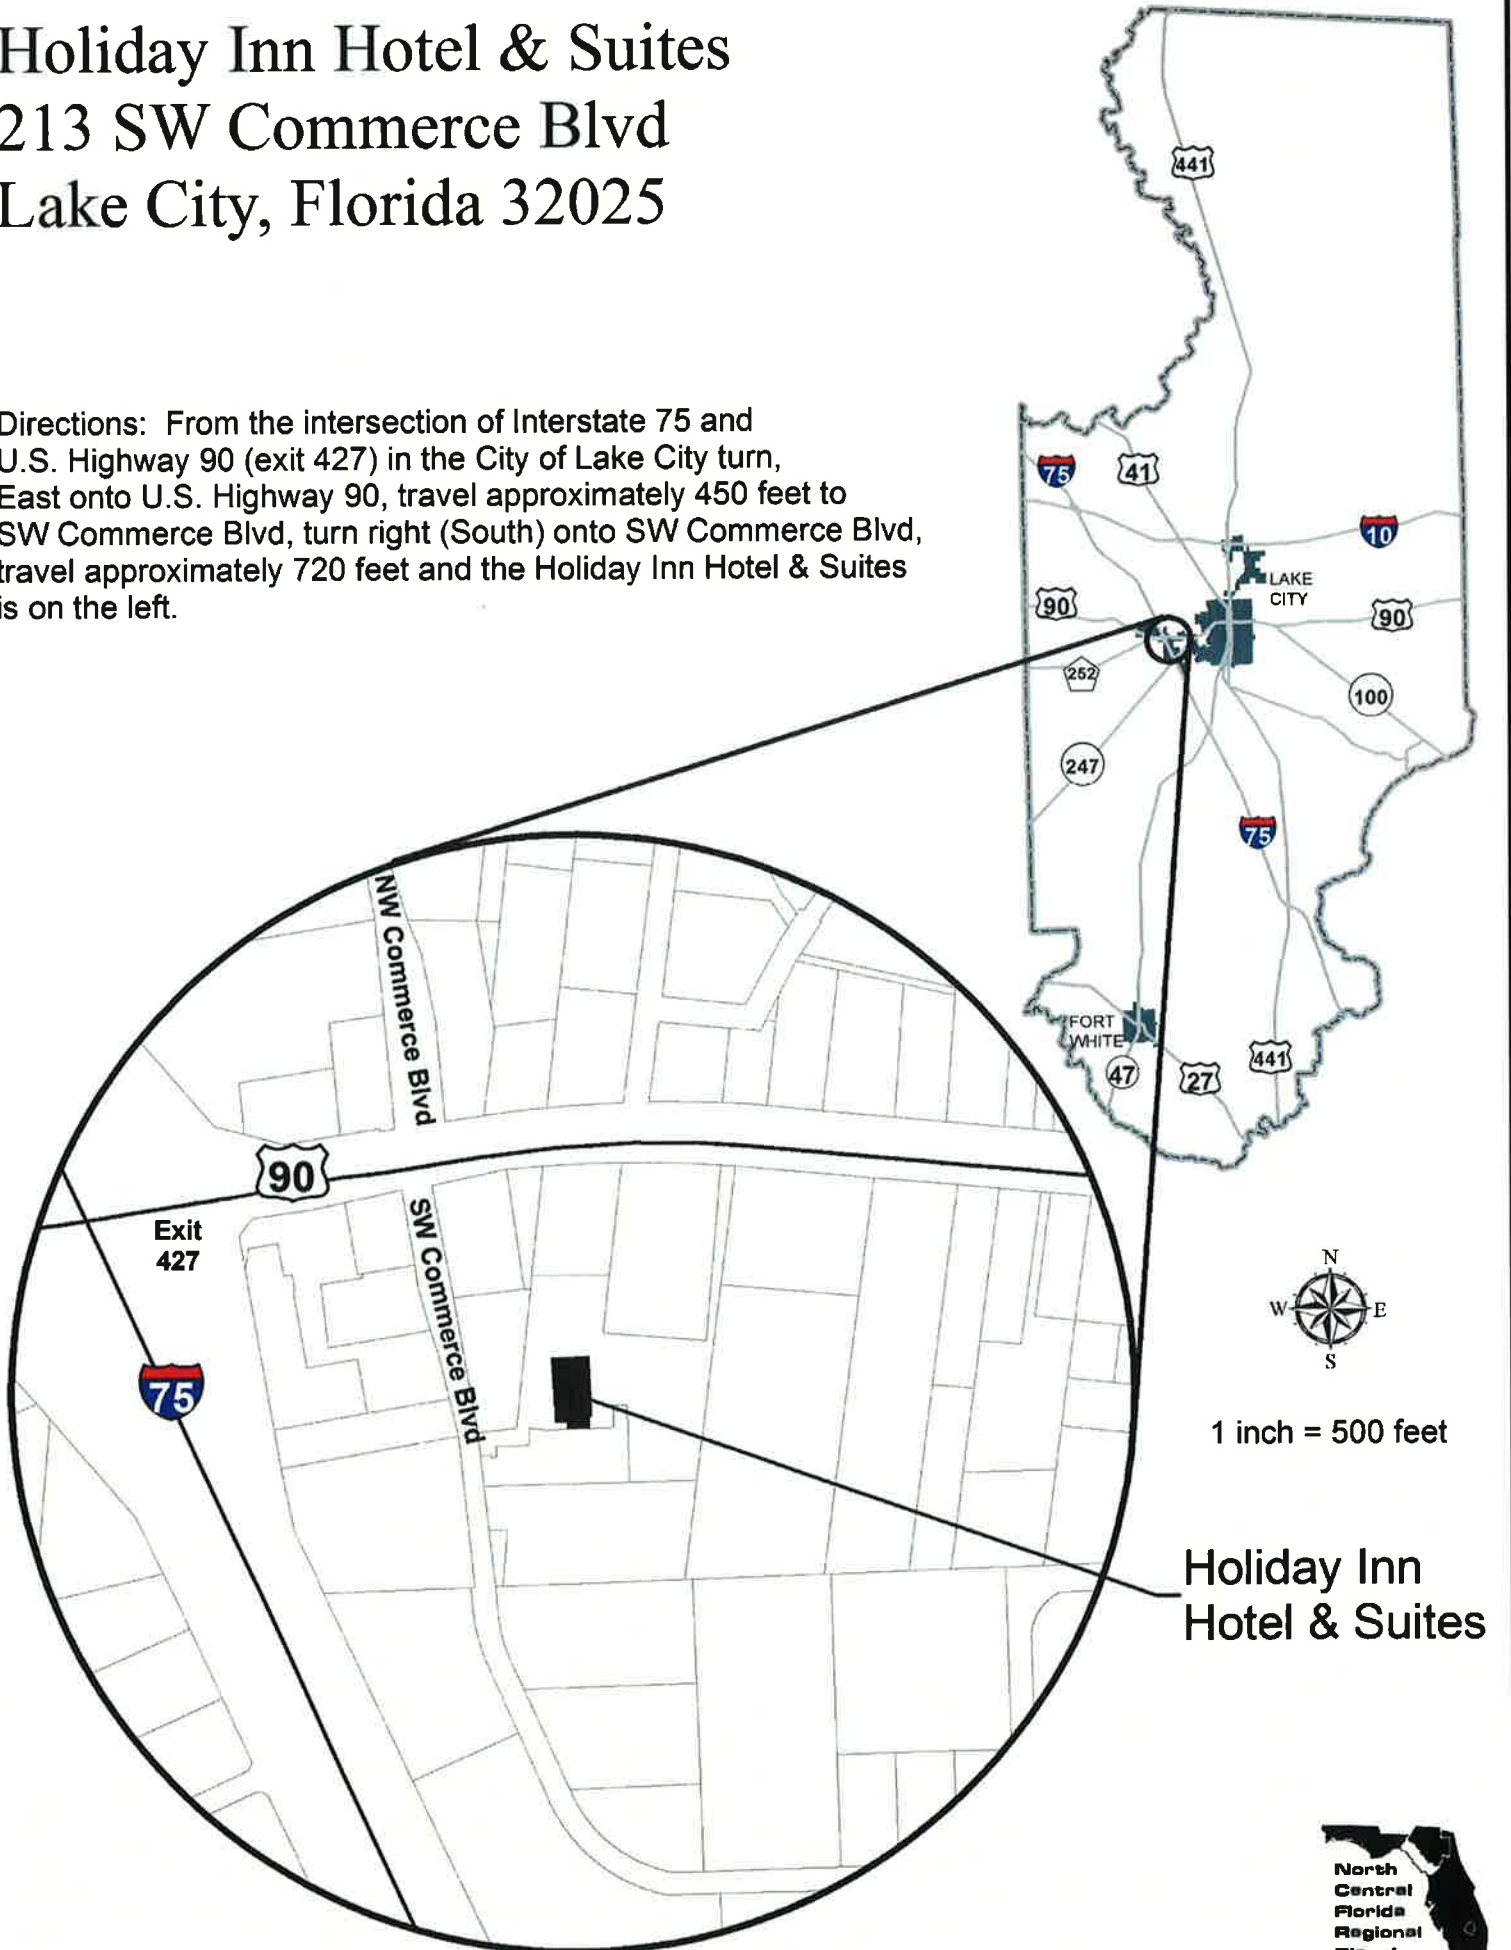 Holiday Inn Hotel & Suites
213 SW Commerce Blvd
Lake City, Florida 32025
Directions: From the intersection of Interstate 75 and
U.S. Highway 90 (exit 427) in the City of Lake City turn,
East onto U.S. Highway 90, travel approximately 450 feet to
SW Commerce Blvd, turn right (South) onto SW Commerce Blvd,
travel approximately 720 feet and the Holiday Inn Hotel & Suites
is on the left.
441
75
41
10
LAKE
CITY
90
90
252
100
247
75
FORT
WHITE
47
27
441
NW Commerce Blvd
90
Exit
427
SW Commerce Blvd
75
N
W
E
S
1 inch = 500 feet
Holiday Inn
Hotel & Suites
North
Central
Florida
Regional